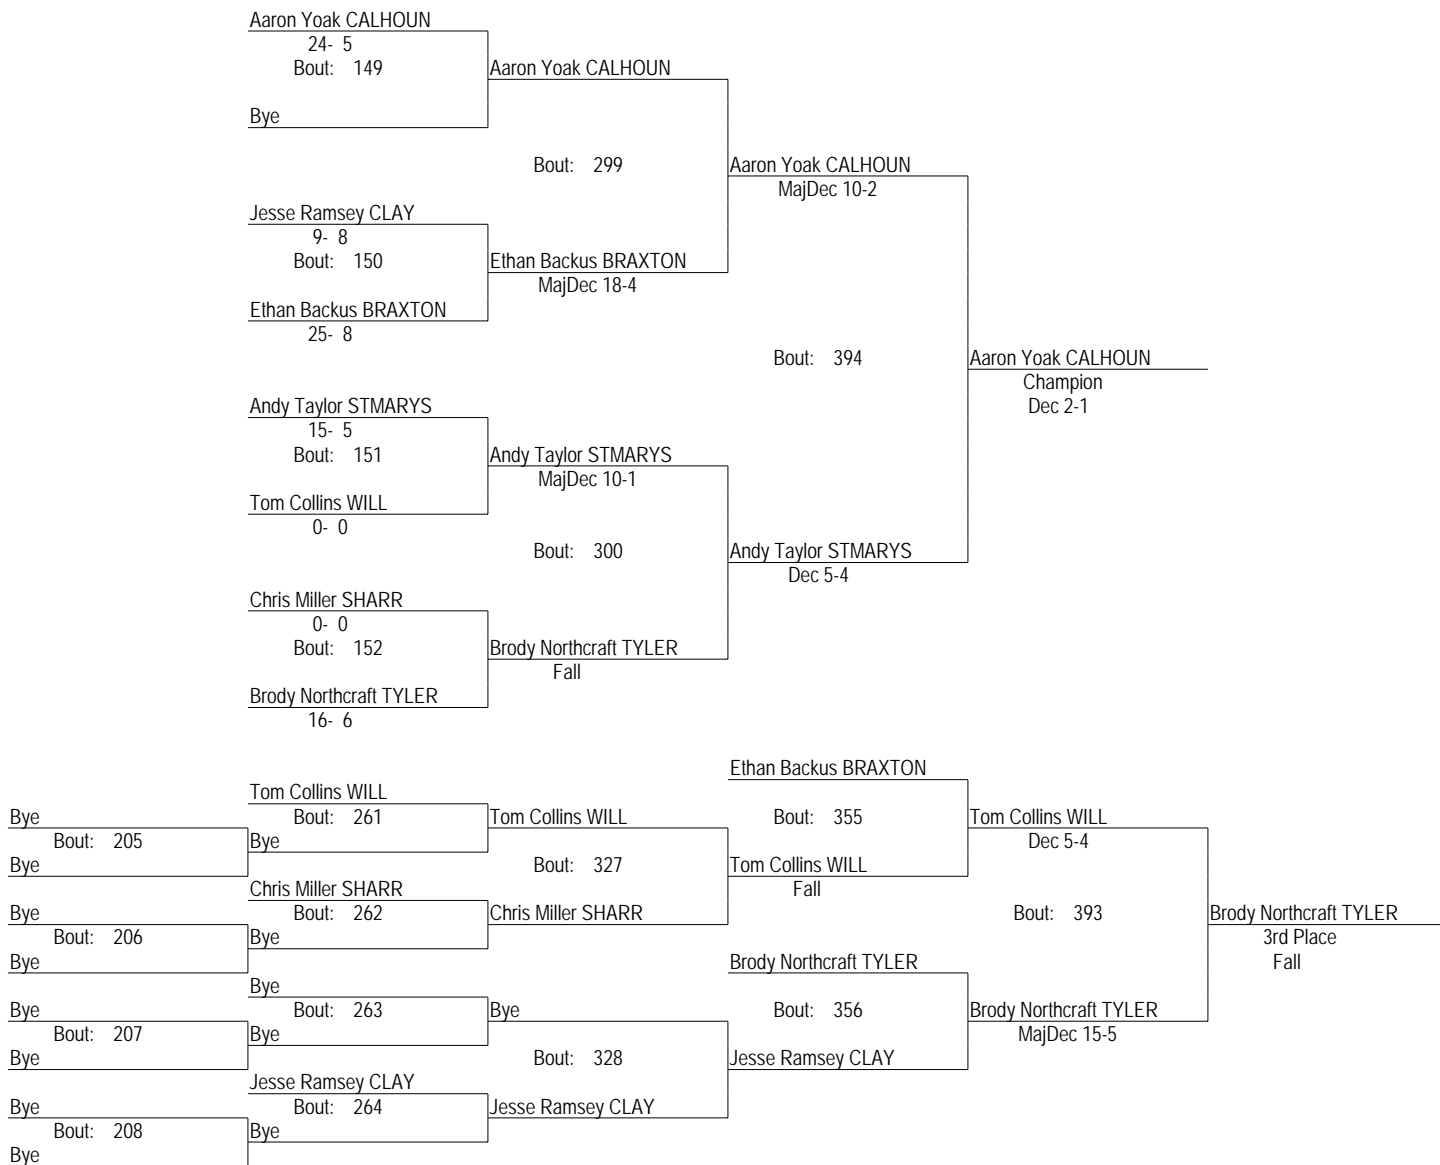 Aaron Yoak CALHOUN
24- 5
Bout: 149
Aaron Yoak CALHOUN
Bye
Bout: 299
Aaron Yoak CALHOUN
MajDec 10-2
Jesse Ramsey CLAY
9- 8
Bout: 150
Ethan Backus BRAXTON
MajDec 18-4
Ethan Backus BRAXTON
25- 8
Bout: 394
Aaron Yoak CALHOUN
Champion
Dec 2-1
Andy Taylor STMARYS
15- 5
Bout: 151
Andy Taylor STMARYS
MajDec 10-1
Tom Collins WILL
0- 0
Bout: 300
Andy Taylor STMARYS
Dec 5-4
Chris Miller SHARR
0- 0
Bout: 152
Brody Northcraft TYLER
Fall
Brody Northcraft TYLER
16- 6
Ethan Backus BRAXTON
Tom Collins WILL
Bye
Bout: 261
Tom Collins WILL
Bout: 355
Tom Collins WILL
Dec 5-4
Bout: 205
Bye
Bye
Bout: 327
Tom Collins WILL
Fall
Chris Miller SHARR
Bye
Bout: 262
Chris Miller SHARR
Bout: 393
Brody Northcraft TYLER
3rd Place
Fall
Bout: 206
Bye
Bye
Brody Northcraft TYLER
Bye
Bye
Bout: 263
Bye
Bout: 356
Brody Northcraft TYLER
MajDec 15-5
Bout: 207
Bye
Bye
Bout: 328
Jesse Ramsey CLAY
Jesse Ramsey CLAY
Bye
Bout: 264
Jesse Ramsey CLAY
Bout: 208
Bye
Bye